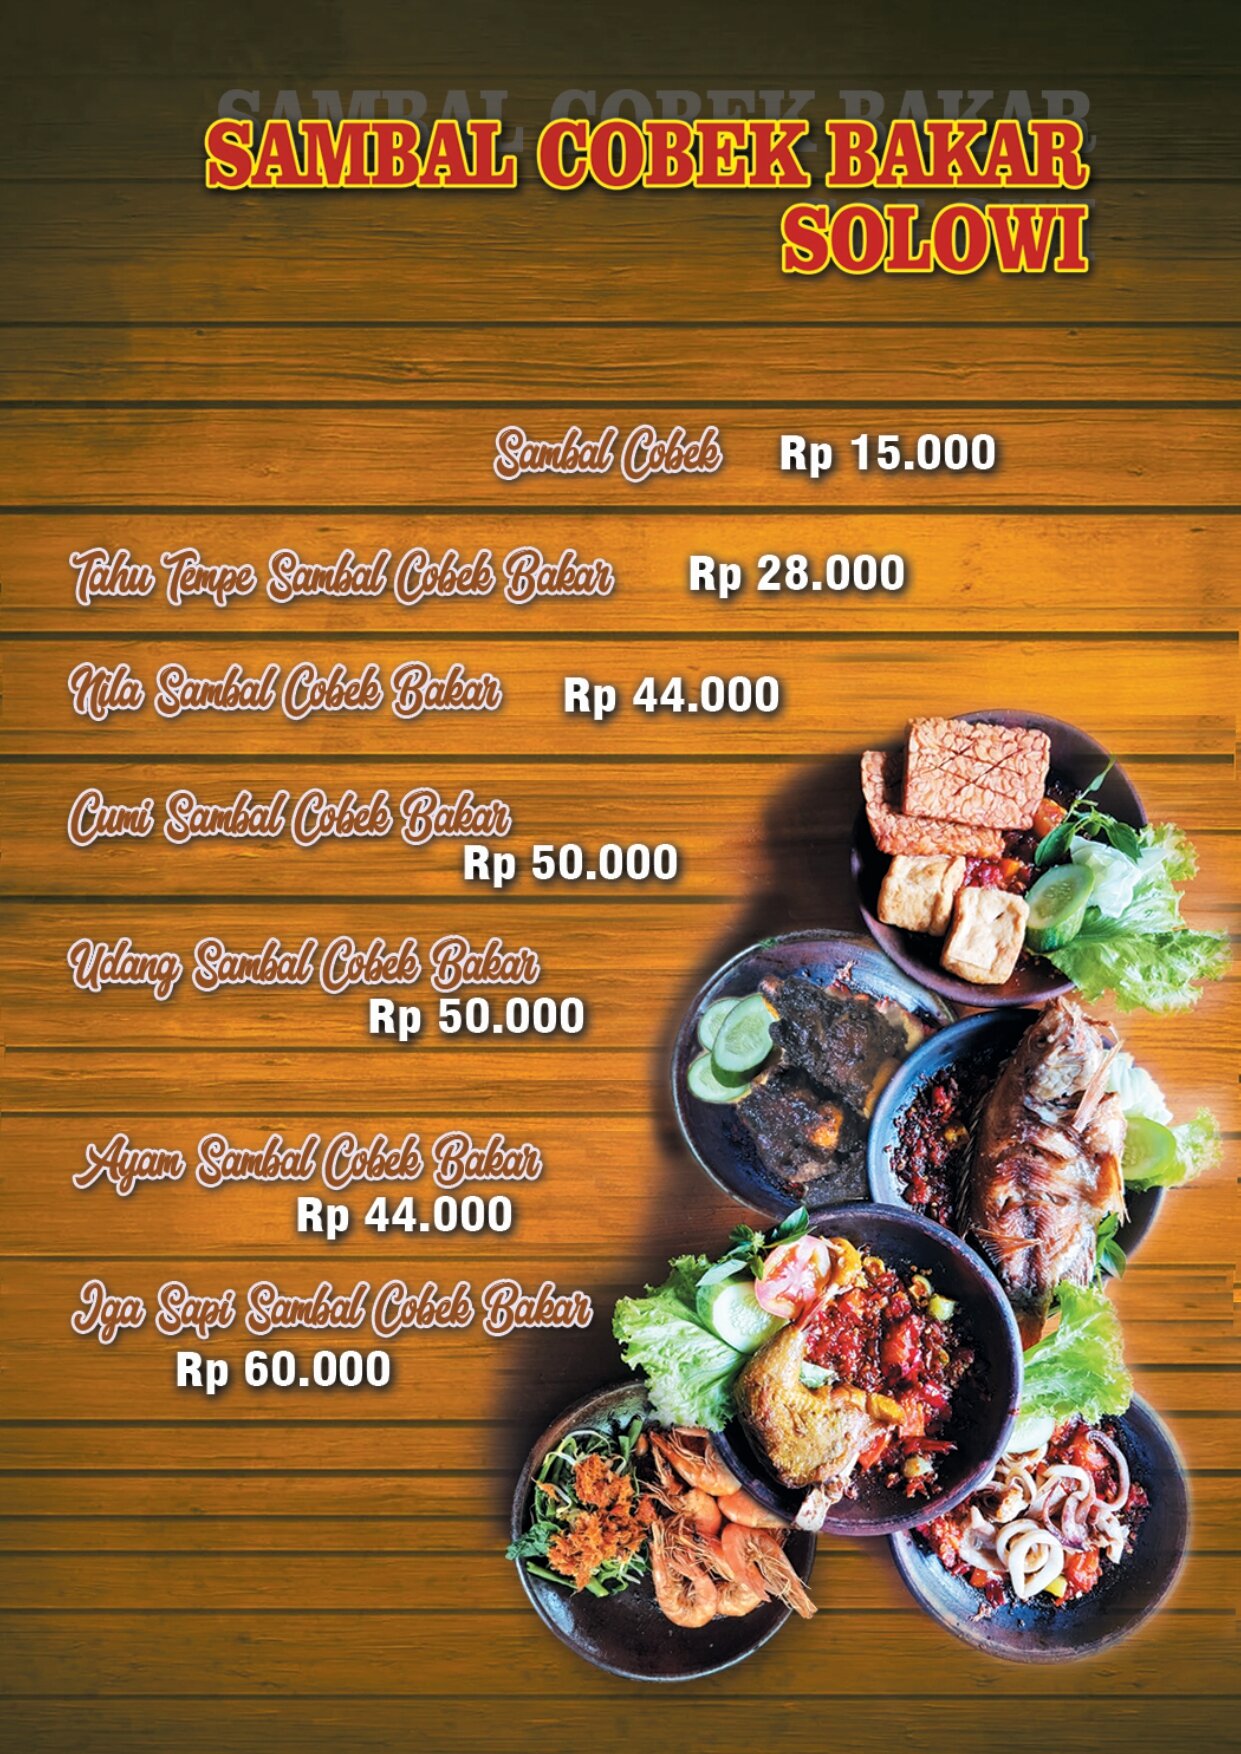 SAMBAL COBEK BAKAR
SOLOWI
Sambal Cobek Rp 15.000
Tahu Tempe Sambal Cobek Bakar Rp 28.000
Nila Sambal Cobek Bakar Rp 44.000
Cumi Sambal Cobek Bakar
Rp 50.000
Udang Sambal Cobek Bakar
Rp 50.000
Ayam Sambal Cobek Bakar
Rp 44.000
Iga Sapi Sambal Cobek Bakar
Rp 60.000